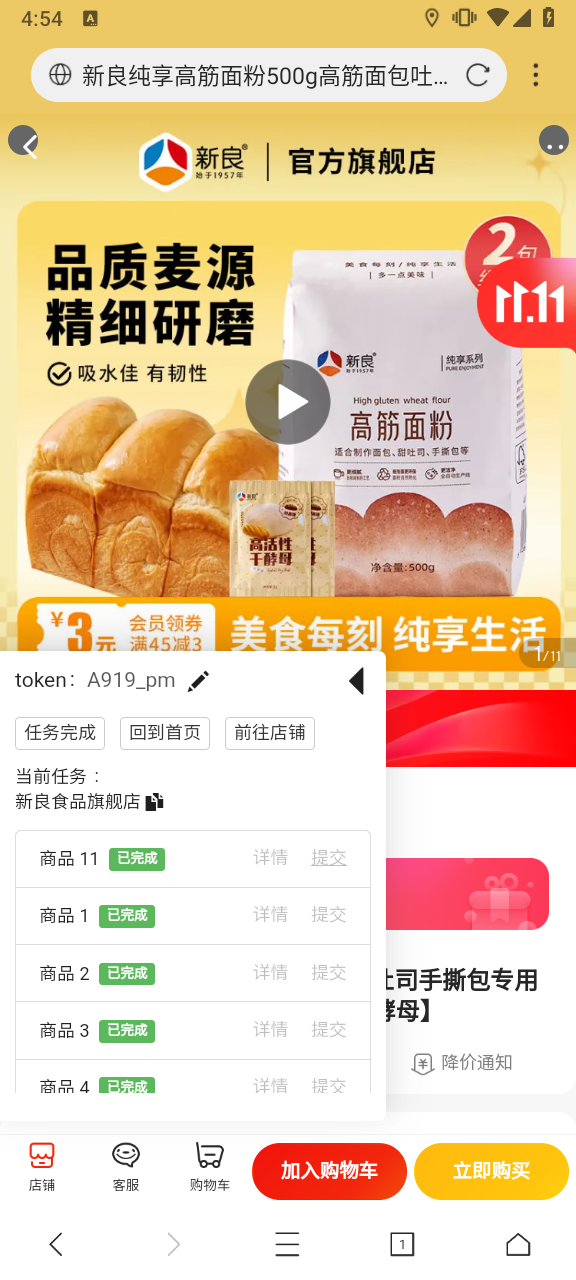 4:54
A
新良纯享高筋面粉500g高筋面包吐...
新良®
始于1957年
官方旗舰店
品质麦源
精细研磨
吸水佳 有韧性
2包
美食每刻/纯享生活
多一点美味
11.11
新良®
纯享系列
PURE ENJOYMENT
High gluten wheat flour
高筋面粉
适合制作面包、甜吐司、手撕包等
高活性
干酵母
净含量:500g
¥3元
会员领券
满45减3
美食每刻 纯享生活
1/11
token： A919_pm
任务完成
回到首页
前往店铺
当前任务：
新良食品旗舰店
商品 11 已完成 详情 提交
商品 1 已完成 详情 提交
商品 2 已完成 详情 提交
商品 3 已完成 详情 提交
商品 4 已完成 详情 提交
吐司手撕包专用
酵母】
降价通知
店铺
客服
购物车
加入购物车
立即购买
1